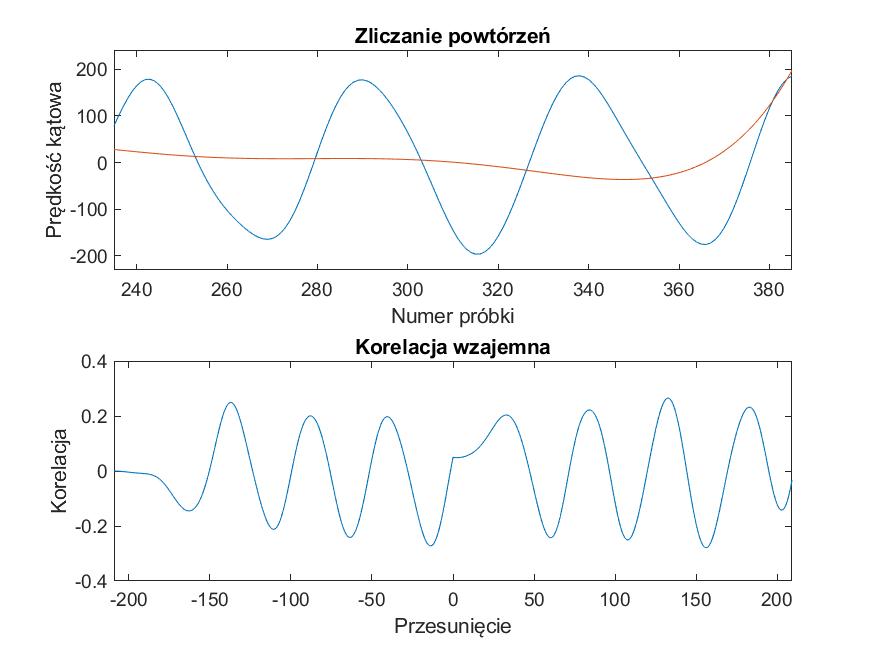 Zliczanie powtórzeń
200
100
0
-100
-200
Prędkość kątowa
240 260 280 300 320 340 360 380
Numer próbki
Korelacja wzajemna
0.4
0.2
0
-0.2
-0.4
Korelacja
-200 -150 -100 -50 0 50 100 150 200
Przesunięcie